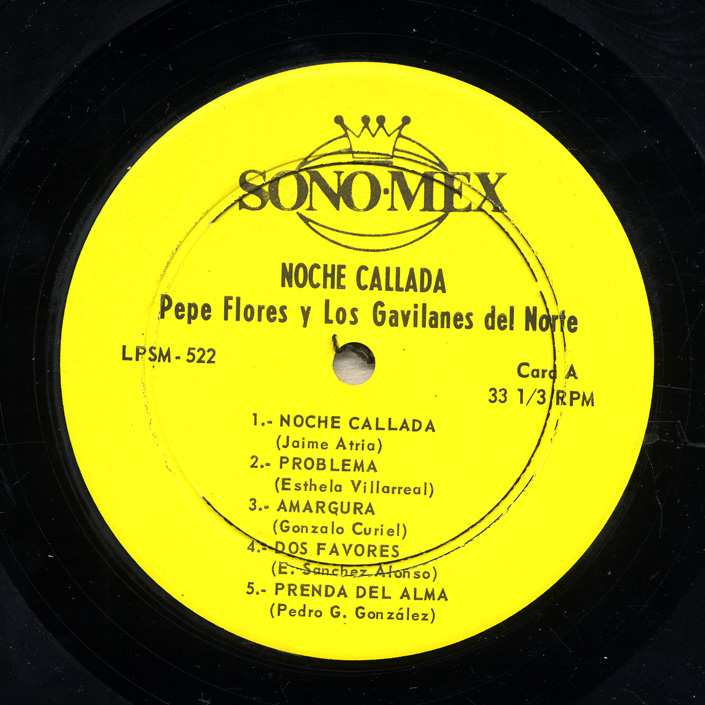 SONO·MEX
NOCHE CALLADA
Pepe Flores y Los Gavilanes del Norte
LPSM - 522
Cara A
33 1/3 RPM
1.- NOCHE CALLADA
(Jaime Atria)
2.- PROBLEMA
(Esthela Villarreal)
3.- AMARGURA
(Gonzalo Curiel)
4.- DOS FAVORES
(E. Sanchez Alonso)
5.- PRENDA DEL ALMA
(Pedro G. González)